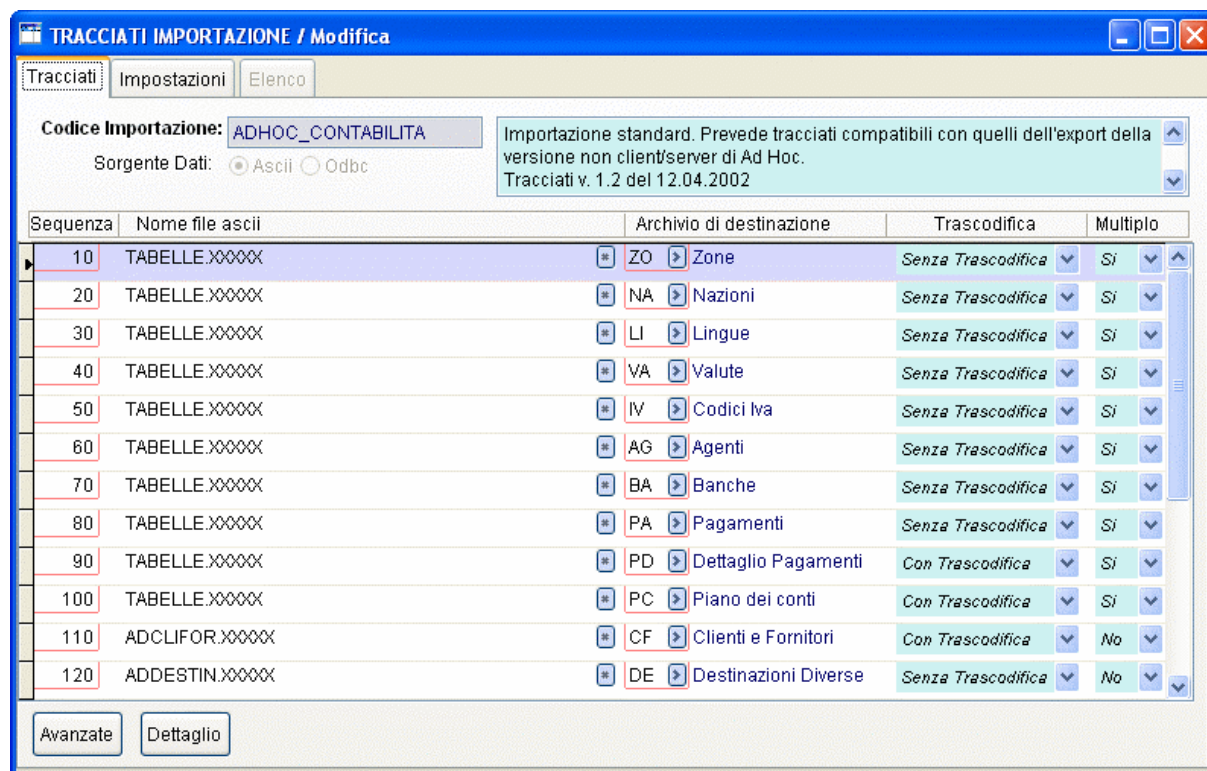 TRACCIATI IMPORTAZIONE / Modifica
Tracciati Impostazioni Elenco
Codice Importazione: ADHOC_CONTABILITA
Sorgente Dati: Ascii Odbc
Importazione standard. Prevede tracciati compatibili con quelli dell'export della
versione non client/server di Ad Hoc.
Tracciati v. 1.2 del 12.04.2002
Sequenza Nome file ascii Archivio di destinazione Trascodifica Multiplo
10 TABELLE.XXXXX ZO Zone Senza Trascodifica Si
20 TABELLE.XXXXX NA Nazioni Senza Trascodifica Si
30 TABELLE.XXXXX LI Lingue Senza Trascodifica Si
40 TABELLE.XXXXX VA Valute Senza Trascodifica Si
50 TABELLE.XXXXX IV Codici Iva Senza Trascodifica Si
60 TABELLE.XXXXX AG Agenti Senza Trascodifica Si
70 TABELLE.XXXXX BA Banche Senza Trascodifica Si
80 TABELLE.XXXXX PA Pagamenti Senza Trascodifica Si
90 TABELLE.XXXXX PD Dettaglio Pagamenti Con Trascodifica Si
100 TABELLE.XXXXX PC Piano dei conti Con Trascodifica Si
110 ADCLIFOR.XXXXX CF Clienti e Fornitori Con Trascodifica No
120 ADDESTIN.XXXXX DE Destinazioni Diverse Senza Trascodifica No
Avanzate Dettaglio